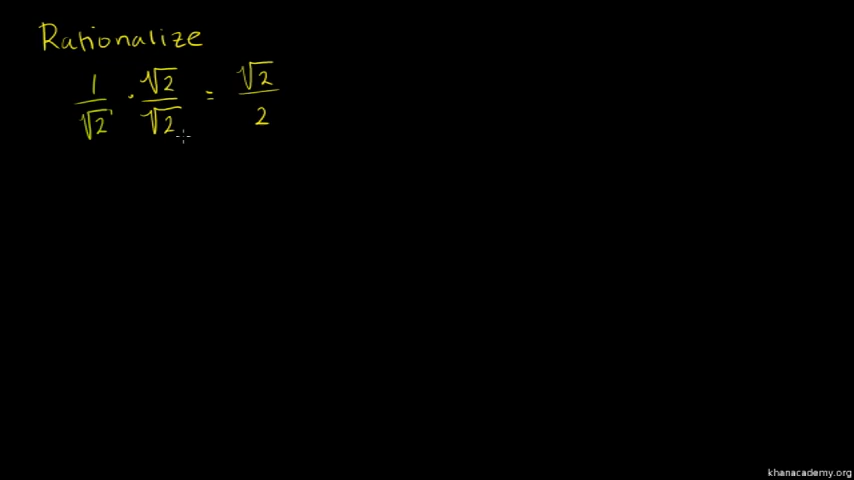 Rationalize
1/√2 · √2/√2 = √2/2
khanacademy.org